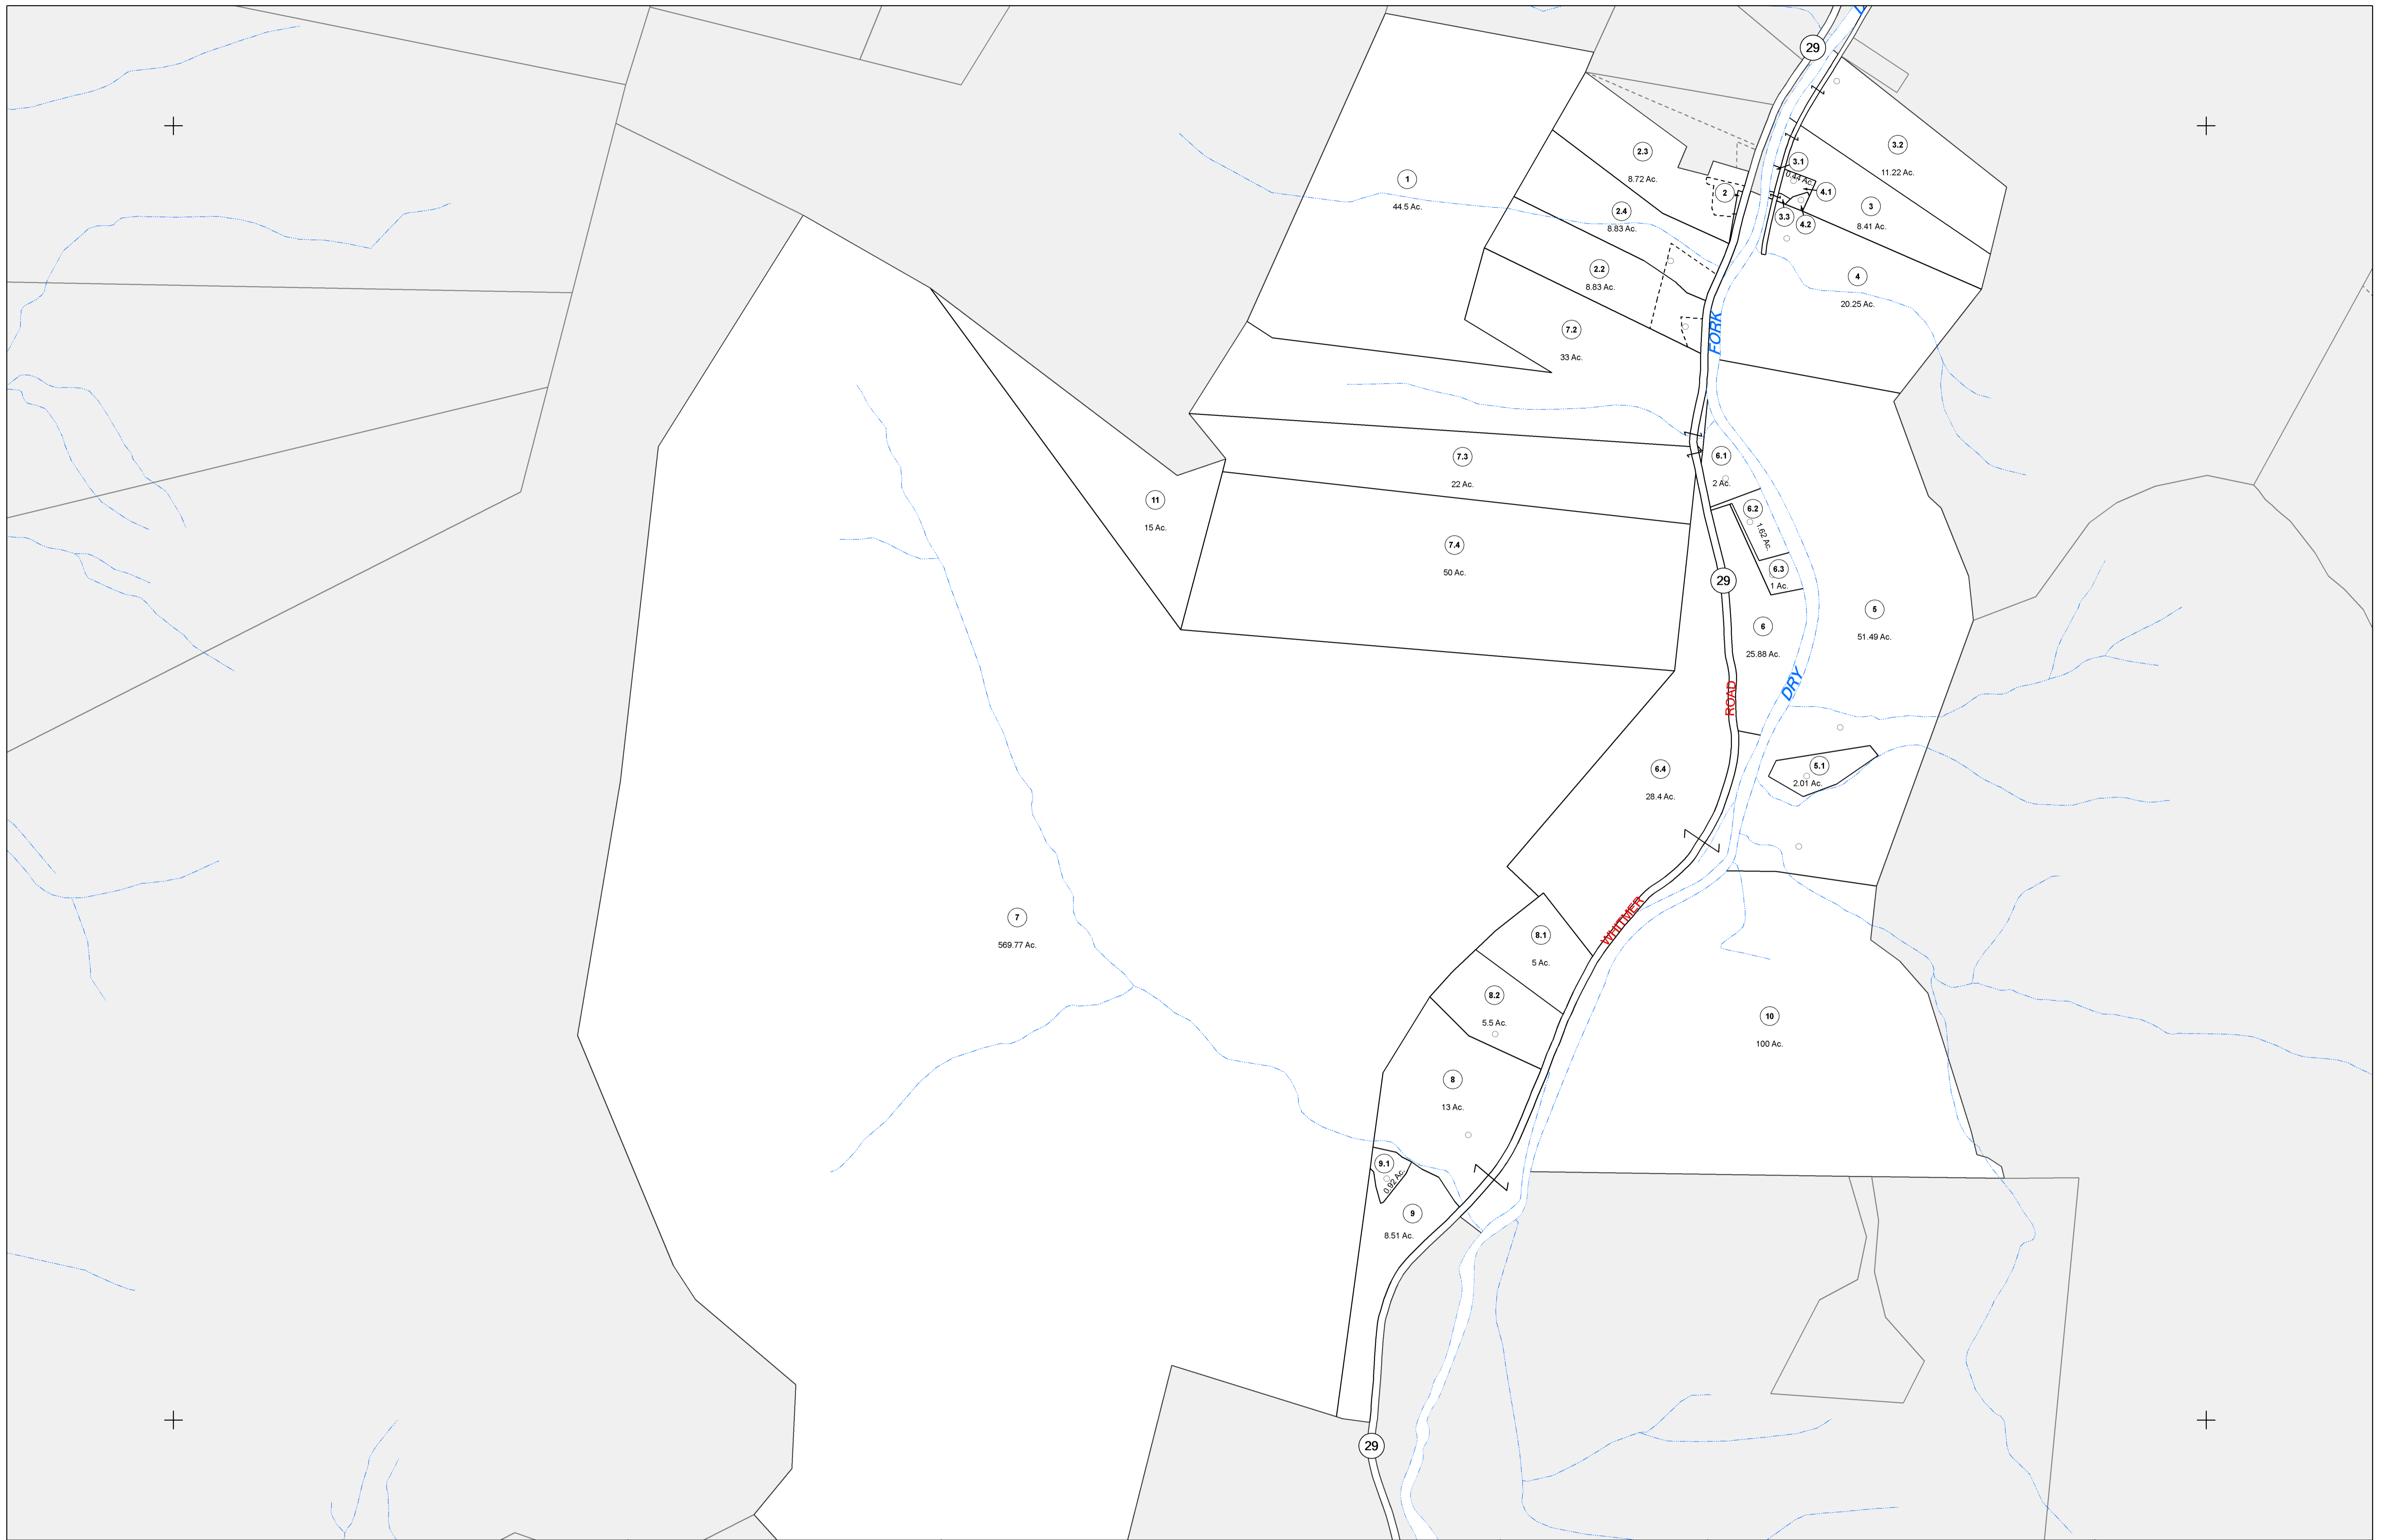 29
3.2
11.22 Ac.
2.3
8.72 Ac.
3.1
0.44 Ac.
4.1
1
44.5 Ac.
2
3
8.41 Ac.
2.4
8.83 Ac.
3.3
4.2
2.2
8.83 Ac.
4
20.25 Ac.
7.2
33 Ac.
FORK
7.3
22 Ac.
6.1
2 Ac.
11
15 Ac.
6.2
1.62 Ac.
7.4
50 Ac.
6.3
1 Ac.
29
5
51.49 Ac.
6
25.88 Ac.
ROAD
DRY
6.4
28.4 Ac.
5.1
2.01 Ac.
7
569.77 Ac.
WHITMER
8.1
5 Ac.
8.2
5.5 Ac.
10
100 Ac.
8
13 Ac.
9.1
0.92 Ac.
9
8.51 Ac.
29